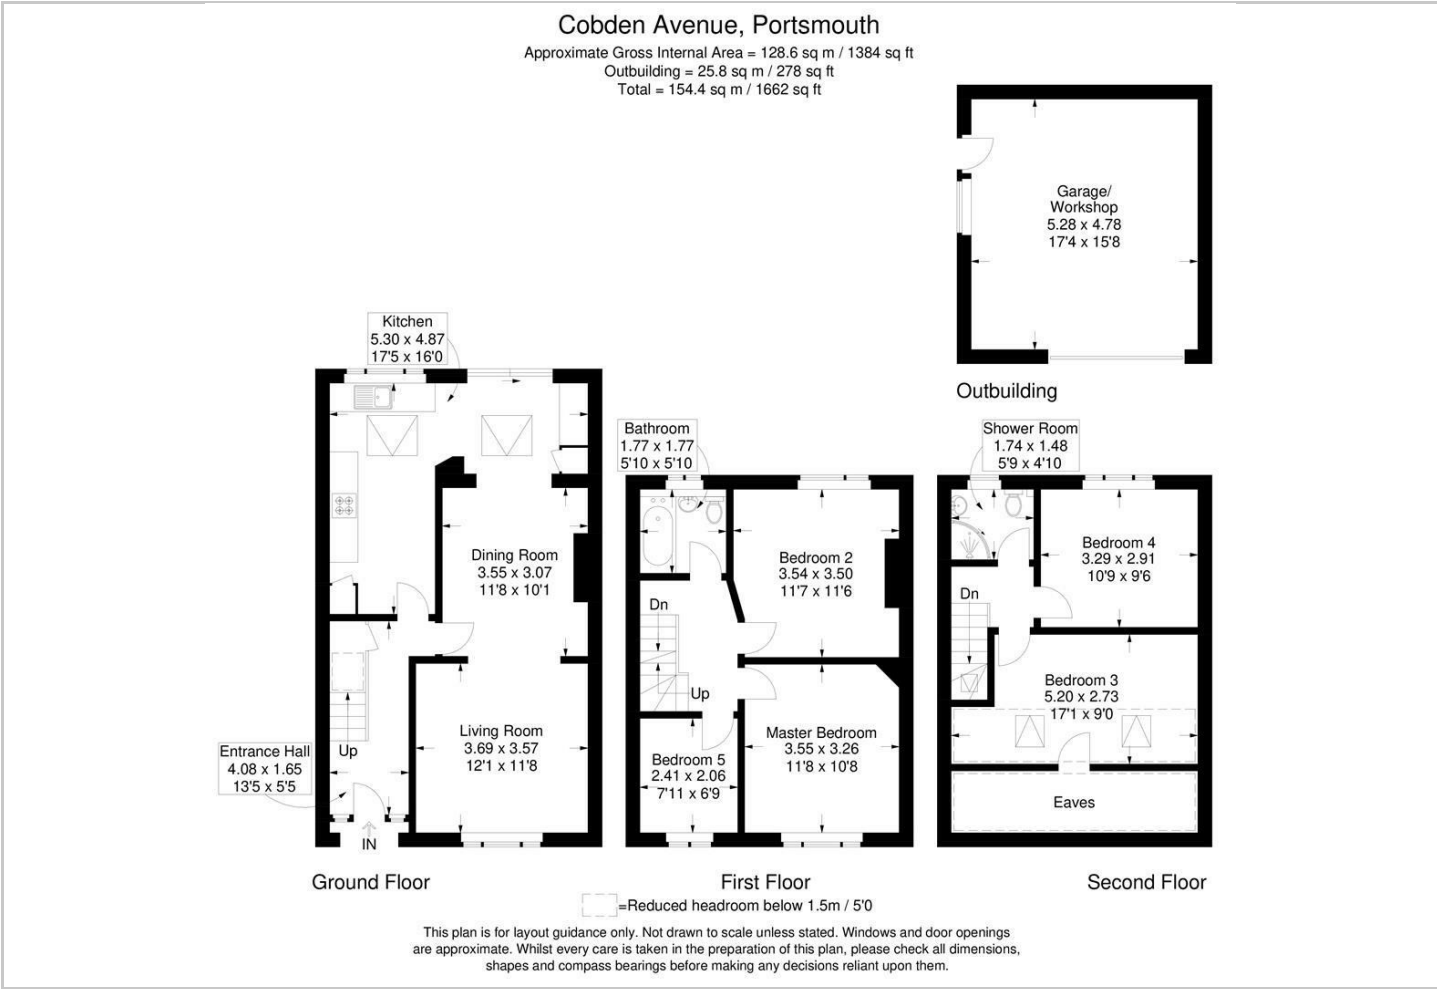 Cobden Avenue, Portsmouth
Approximate Gross Internal Area = 128.6 sq m / 1384 sq ft
Outbuilding = 25.8 sq m / 278 sq ft
Total = 154.4 sq m / 1662 sq ft
Garage/
Workshop
5.28 x 4.78
17'4 x 15'8
Outbuilding
Kitchen
5.30 x 4.87
17'5 x 16'0
Dining Room
3.55 x 3.07
11'8 x 10'1
Living Room
3.69 x 3.57
12'1 x 11'8
Entrance Hall
4.08 x 1.65
13'5 x 5'5
Up
IN
Ground Floor
Bathroom
1.77 x 1.77
5'10 x 5'10
Bedroom 2
3.54 x 3.50
11'7 x 11'6
Dn
Up
Master Bedroom
3.55 x 3.26
11'8 x 10'8
Bedroom 5
2.41 x 2.06
7'11 x 6'9
First Floor
Shower Room
1.74 x 1.48
5'9 x 4'10
Bedroom 4
3.29 x 2.91
10'9 x 9'6
Dn
Bedroom 3
5.20 x 2.73
17'1 x 9'0
Eaves
Second Floor
=Reduced headroom below 1.5m / 5'0
This plan is for layout guidance only. Not drawn to scale unless stated. Windows and door openings
are approximate. Whilst every care is taken in the preparation of this plan, please check all dimensions,
shapes and compass bearings before making any decisions reliant upon them.